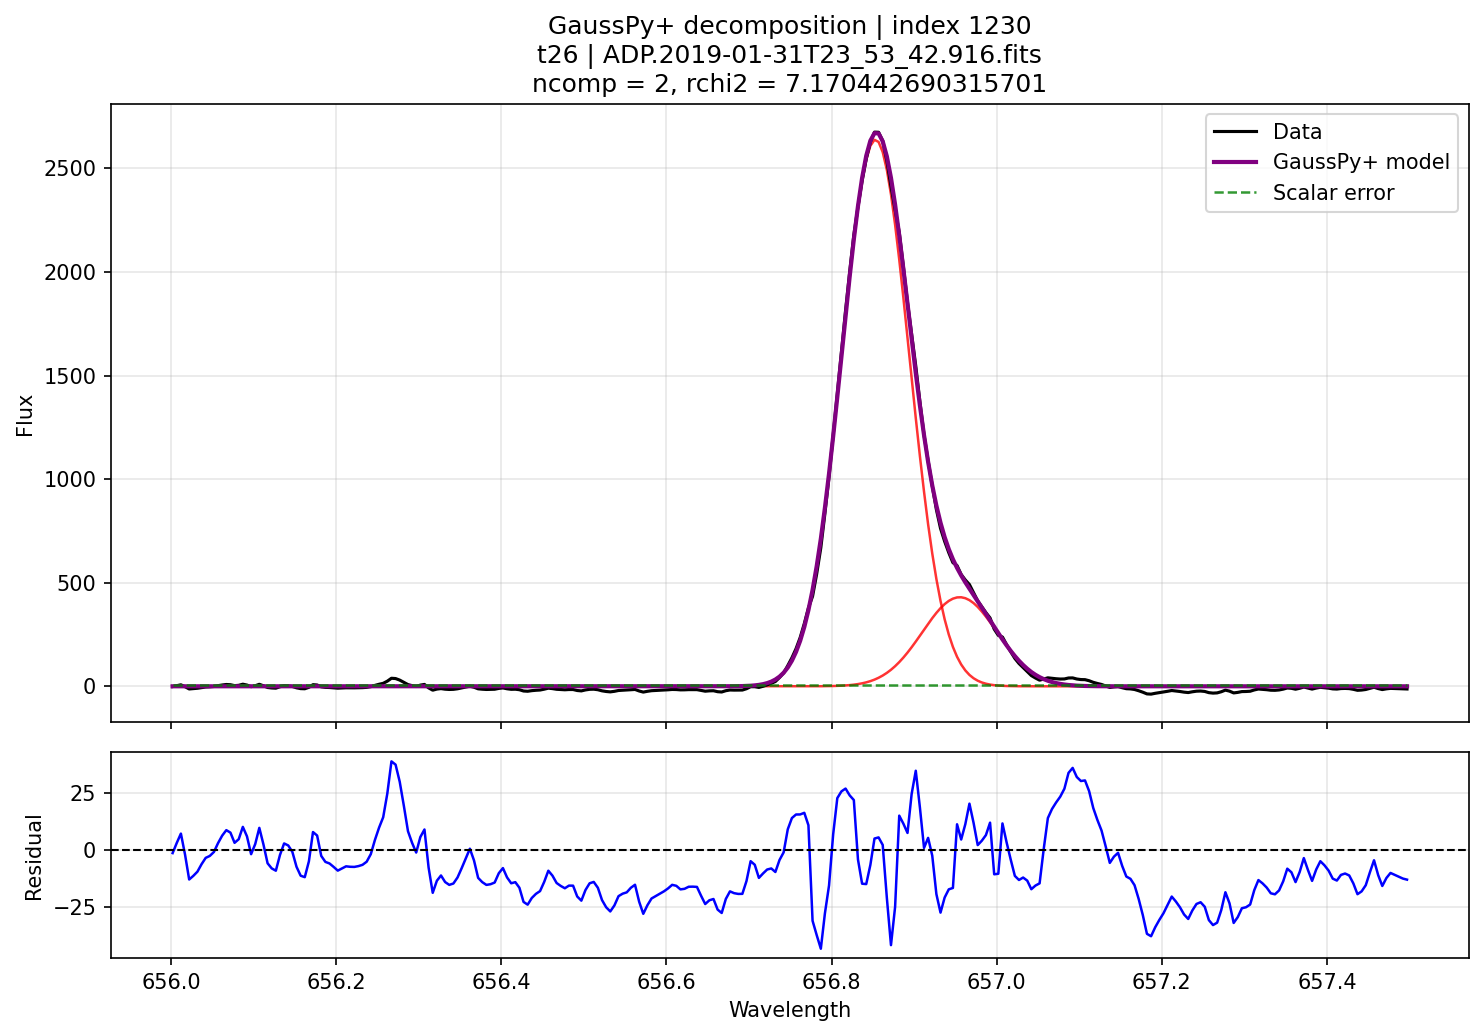 GaussPy+ decomposition | index 1230
t26 | ADP.2019-01-31T23_53_42.916.fits
ncomp = 2, rchi2 = 7.170442690315701
Data
GaussPy+ model
Scalar error
Flux
2500
2000
1500
1000
500
0
Residual
25
0
−25
656.0 656.2 656.4 656.6 656.8 657.0 657.2 657.4
Wavelength